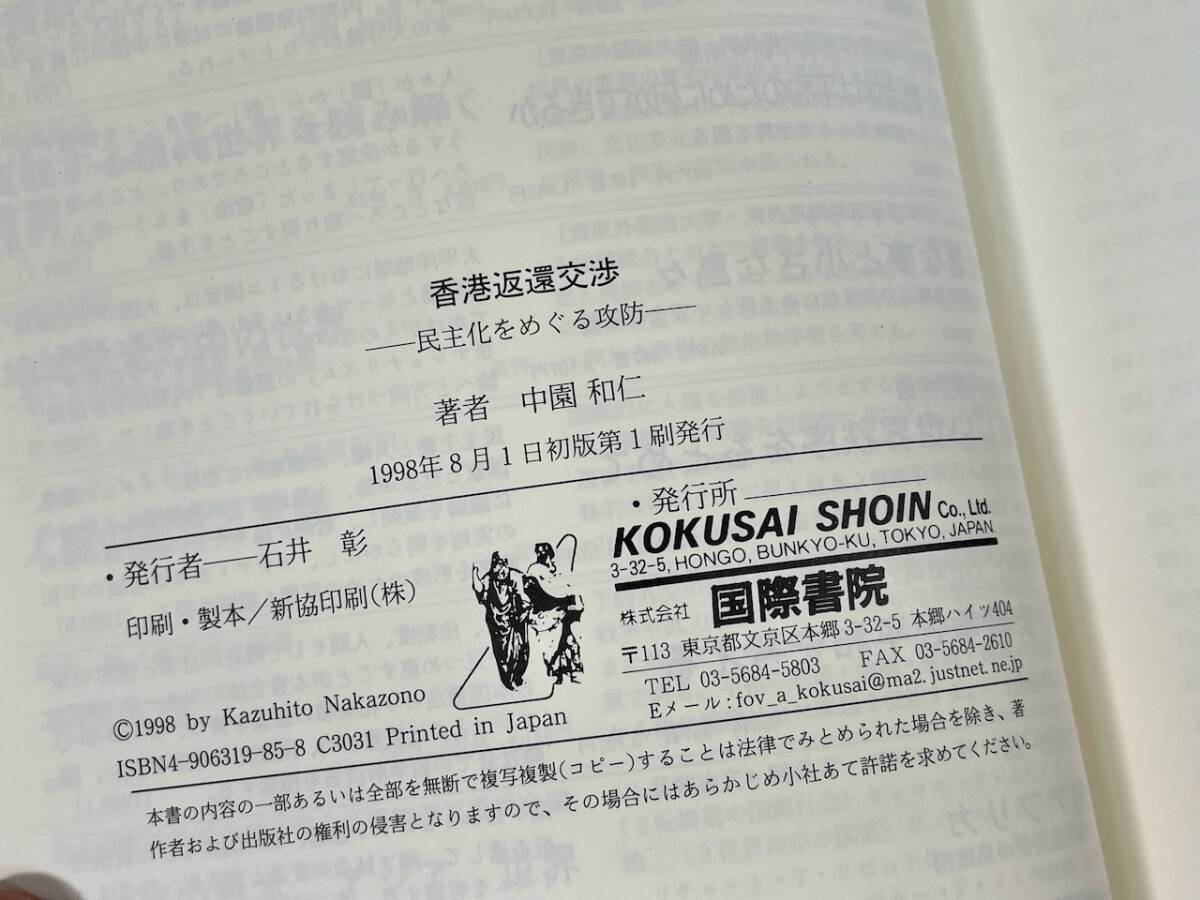 香港返還交渉
──民主化をめぐる攻防──
著者　中園 和仁
1998年8月1日初版第1刷発行
・発行者──石井　彰
印刷・製本／新協印刷(株)
©1998 by Kazuhito Nakazono
ISBN4-906319-85-8 C3031 Printed in Japan
・発行所
KOKUSAI SHOIN Co., Ltd.
3-32-5, HONGO, BUNKYO-KU, TOKYO, JAPAN.
株式会社 国際書院
〒113 東京都文京区本郷3-32-5 本郷ハイツ404
TEL 03-5684-5803　FAX 03-5684-2610
Eメール:fov_a_kokusai@ma2.justnet.ne.jp
本書の内容の一部あるいは全部を無断で複写複製(コピー)することは法律でみとめられた場合を除き、著
作者および出版社の権利の侵害となりますので、その場合にはあらかじめ小社あて許諾を求めてください。